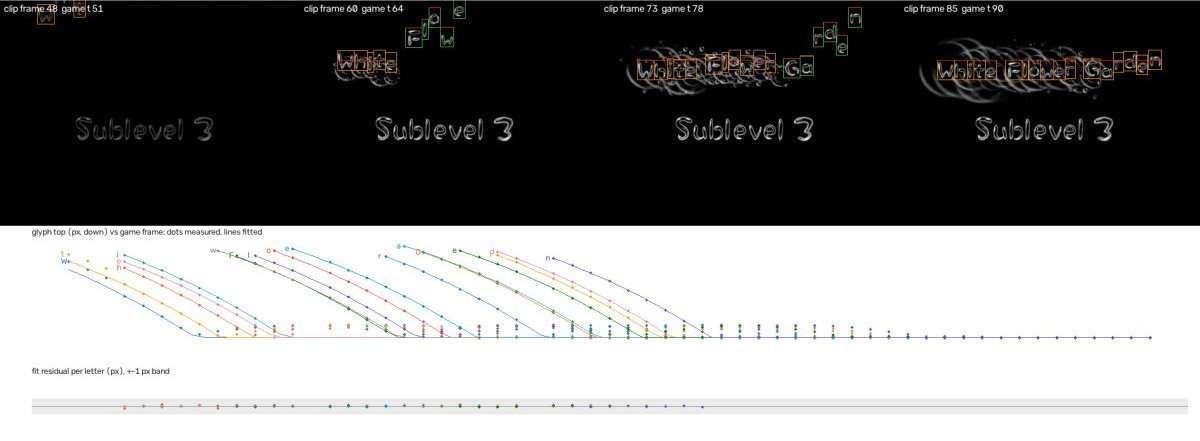 clip frame 48 game t 51
clip frame 60 game t 64
clip frame 73 game t 78
clip frame 85 game t 90
W
F l o w e
White
White Flower Ga r d e n
White Flower Garden
Sublevel 3
Sublevel 3
Sublevel 3
Sublevel 3
glyph top (px, down) vs game frame: dots measured, lines fitted
t W i e h w F l o e r a G e d r n
fit residual per letter (px), +-1 px band